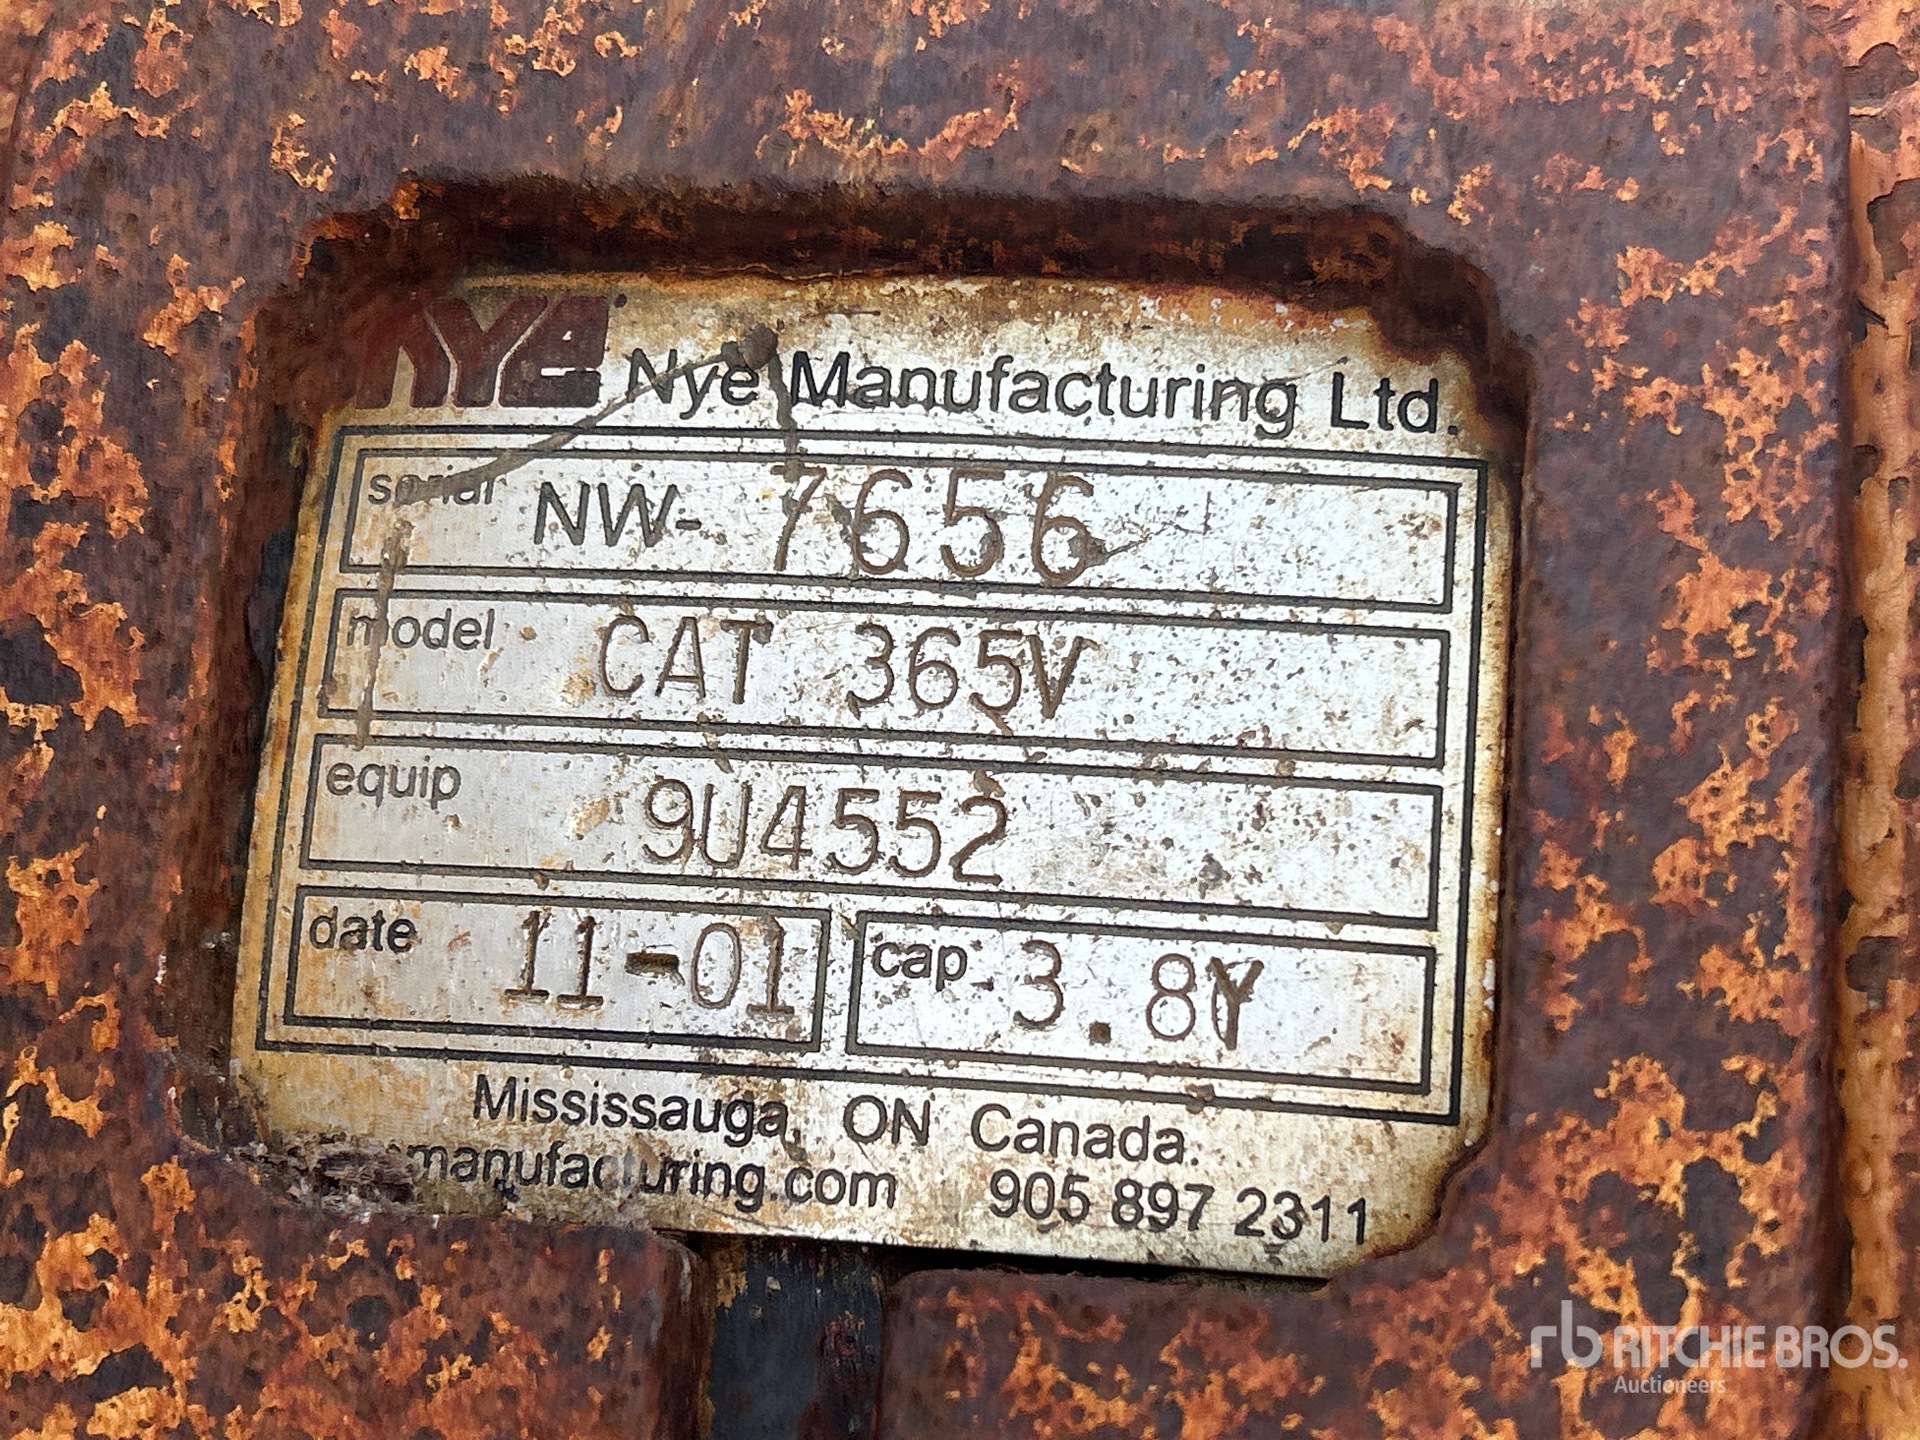 NYE Nye Manufacturing Ltd.
serial NW- 7656
model CAT 365V
equip 9U4552
date 11-01 cap 3.8Y
Mississauga, ON Canada.
manufacturing.com 905 897 2311
rb RITCHIE BROS.
Auctioneers